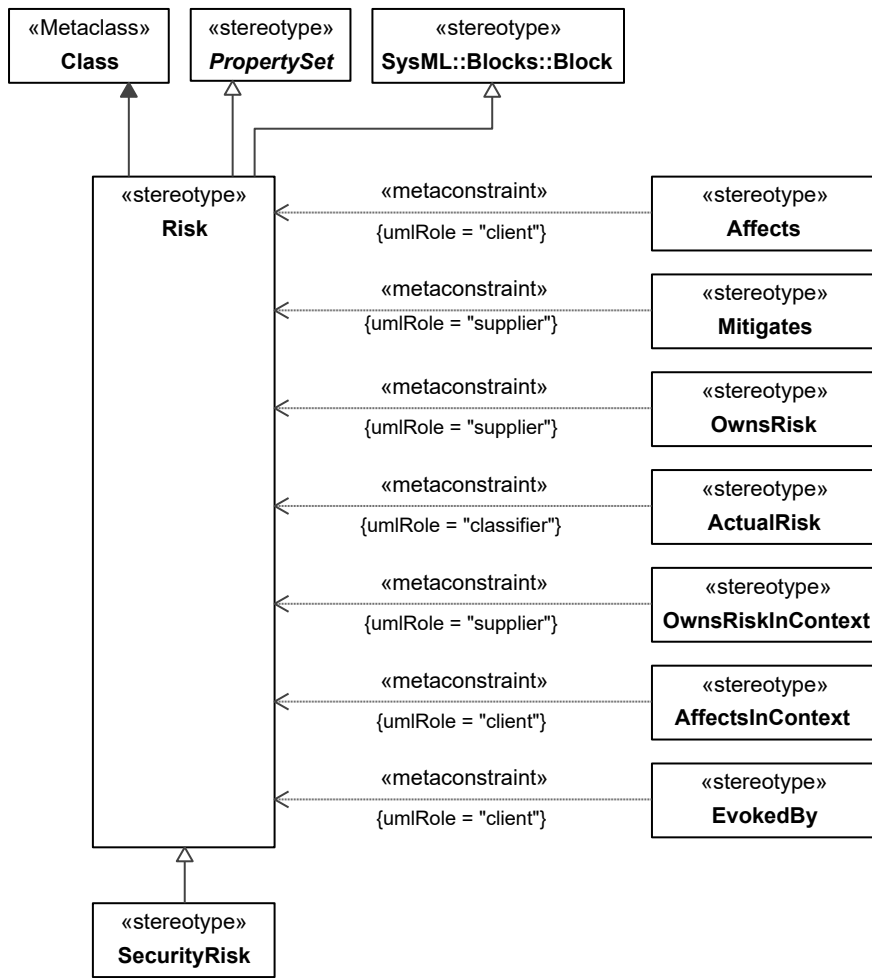 «Metaclass»
Class
«stereotype»
PropertySet
«stereotype»
SysML::Blocks::Block
«stereotype»
Risk
«metaconstraint»
{umlRole = "client"}
«stereotype»
Affects
«metaconstraint»
{umlRole = "supplier"}
«stereotype»
Mitigates
«metaconstraint»
{umlRole = "supplier"}
«stereotype»
OwnsRisk
«metaconstraint»
{umlRole = "classifier"}
«stereotype»
ActualRisk
«metaconstraint»
{umlRole = "supplier"}
«stereotype»
OwnsRiskInContext
«metaconstraint»
{umlRole = "client"}
«stereotype»
AffectsInContext
«metaconstraint»
{umlRole = "client"}
«stereotype»
EvokedBy
«stereotype»
SecurityRisk